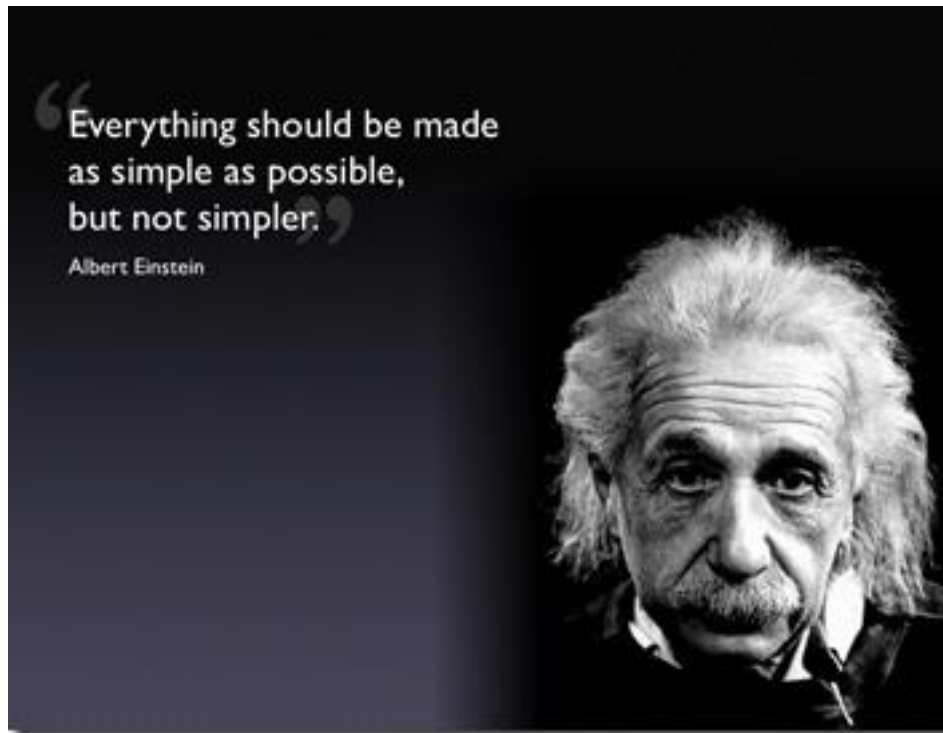 “Everything should be made
as simple as possible,
but not simpler.”
Albert Einstein